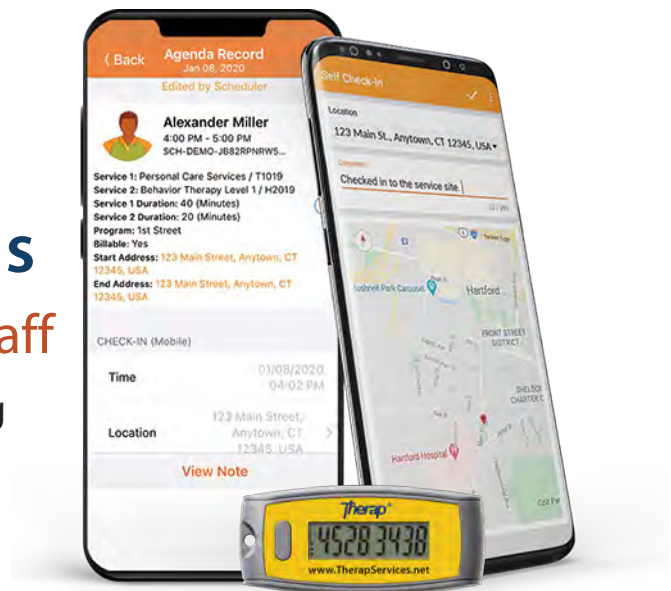 s
aff
g
( Back
Agenda Record
Jan 08, 2020
Edited by Scheduler
Alexander Miller
4:00 PM - 5:00 PM
SCH-DEMO-JB82RPNRW5...
Service 1: Personal Care Services / T1019
Service 2: Behavior Therapy Level 1 / H2019
Service 1 Duration: 40 (Minutes)
Service 2 Duration: 20 (Minutes)
Program: 1st Street
Billable: Yes
Start Address: 123 Main Street, Anytown, CT
12345, USA
End Address: 123 Main Street, Anytown, CT
12345, USA
CHECK-IN (Mobile)
Time
01/08/2020
04:02 PM
Location
123 Main Street,
Anytown, CT
12345, USA
View Note
Self Check-in
Location
123 Main St., Anytown, CT 12345, USA
Comment
Checked in to the service site.
Bushnell Park Carousel
Hartford
FRONT STREET
DISTRICT
SHELDON
CHARTER
Hartford Hospital
Therap
45283438
www.TherapServices.net